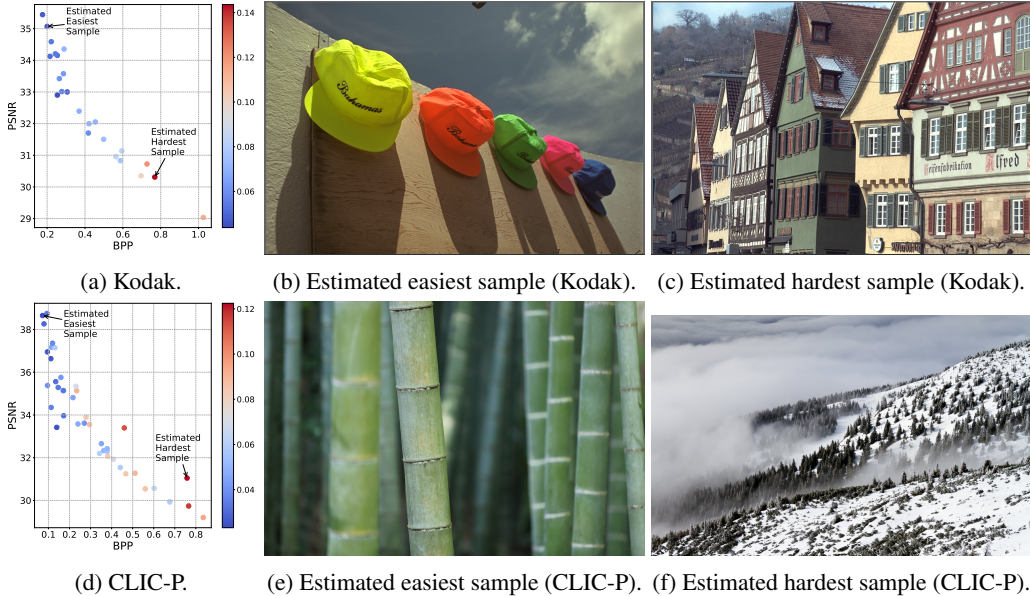 35
34
33
32
31
30
29
PSNR
0.2
0.4
0.6
0.8
1.0
BPP
Estimated
Easiest
Sample
Estimated
Hardest
Sample
0.14
0.12
0.10
0.08
0.06
Bahamas
Bahamas
Reifenfabrikation
Alfred
(a) Kodak.
(b) Estimated easiest sample (Kodak).
(c) Estimated hardest sample (Kodak).
38
36
34
32
30
PSNR
0.1 0.2 0.3 0.4 0.5 0.6 0.7 0.8
BPP
Estimated
Easiest
Sample
Estimated
Hardest
Sample
0.12
0.10
0.08
0.06
0.04
(d) CLIC-P.
(e) Estimated easiest sample (CLIC-P).
(f) Estimated hardest sample (CLIC-P).